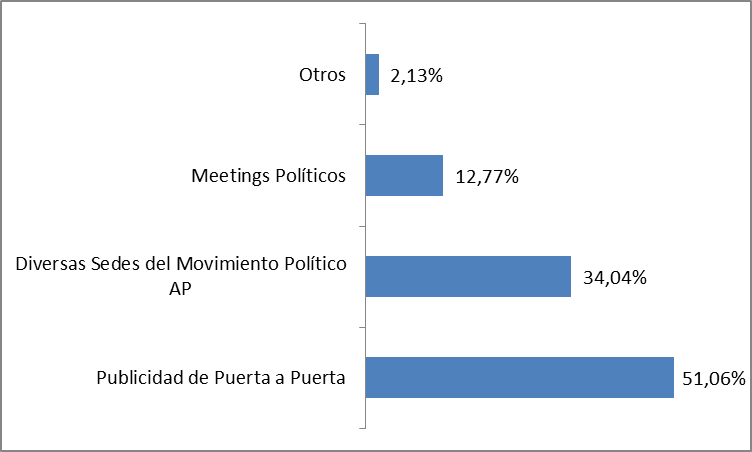 Otros
2,13%
Meetings Políticos
12,77%
Diversas Sedes del Movimiento Político
AP
34,04%
Publicidad de Puerta a Puerta
51,06%